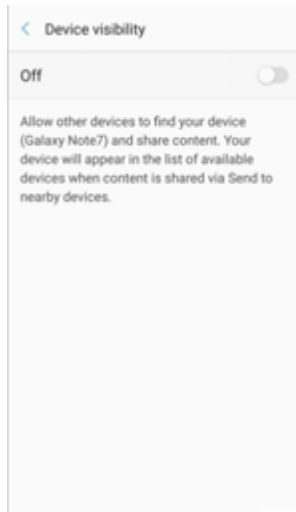 Device visibility
Off
Allow other devices to find your device
(Galaxy Note7) and share content. Your
device will appear in the list of available
devices when content is shared via Send to
nearby devices.